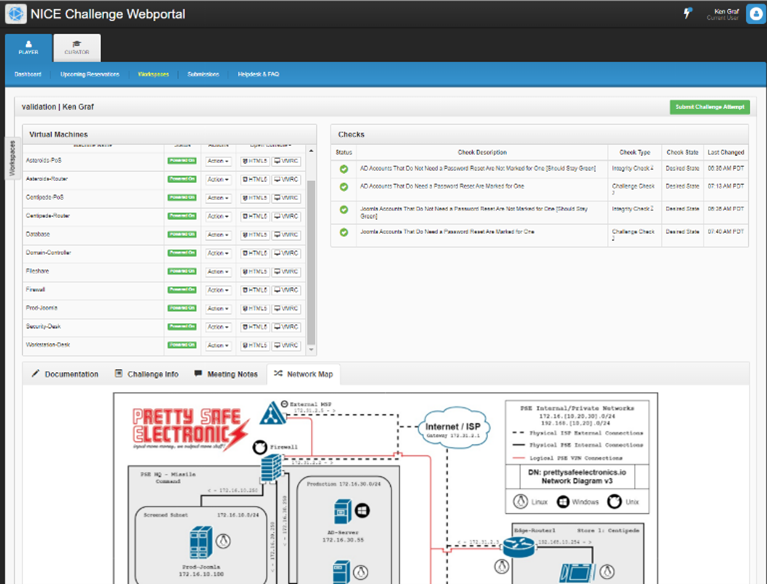 NICE Challenge Webportal
Ken Graf
Current User
PLAYER
CURATOR
Dashboard
Upcoming Reservations
Workspaces
Submissions
Helpdesk & FAQ
validation | Ken Graf
Submit Challenge Attempt
Workspaces
Virtual Machines
Asteroids-PoS Powered On Action HTML5 VMRC
Asteroids-Router Powered On Action HTML5 VMRC
Centipede-PoS Powered On Action HTML5 VMRC
Centipede-Router Powered On Action HTML5 VMRC
Database Powered On Action HTML5 VMRC
Domain-Controller Powered On Action HTML5 VMRC
Fileshare Powered On Action HTML5 VMRC
Firewall Powered On Action HTML5 VMRC
Prod-Joomla Powered On Action HTML5 VMRC
Security-Desk Powered On Action HTML5 VMRC
Workstation-Desk Powered On Action HTML5 VMRC
Checks
Status Check Description Check Type Check State Last Changed
AD Accounts That Do Not Need a Password Reset Are Not Marked for One [Should Stay Green] Integrity Check Desired State 06:36 AM PDT
AD Accounts That Do Need a Password Reset Are Marked for One Challenge Check Desired State 07:13 AM PDT
Joomla Accounts That Do Not Need a Password Reset Are Not Marked for One [Should Stay
Green] Integrity Check 2 Desired State 06:36 AM PDT
Joomla Accounts That Do Need a Password Reset Are Marked for One Challenge Check
2 Desired State 07:40 AM PDT
Documentation
Challenge Info
Meeting Notes
Network Map
PRETTY SAFE
ELECTRONICS
External MSP
Firewall
Internet / ISP
Gateway 172.31.2.1
PSE Internal/Private Networks
172.16.[10.20.30].0/24
192.168.[10.20].0/24
Physical ISP External Connections
Physical PSE Internal Connections
Logical PSE VPN Connections
DN: prettysafeelectronics.io
Network Diagram v3
Linux
Windows
Unix
PSE HQ - Missile
Command
Screened Subnet
172.16.10.0/24
Prod-Joomla
172.16.10.100
Production 172.16.30.0/24
AD-Server
172.16.30.55
Edge-Router1
Store 1: Centipede
192.168.10.254